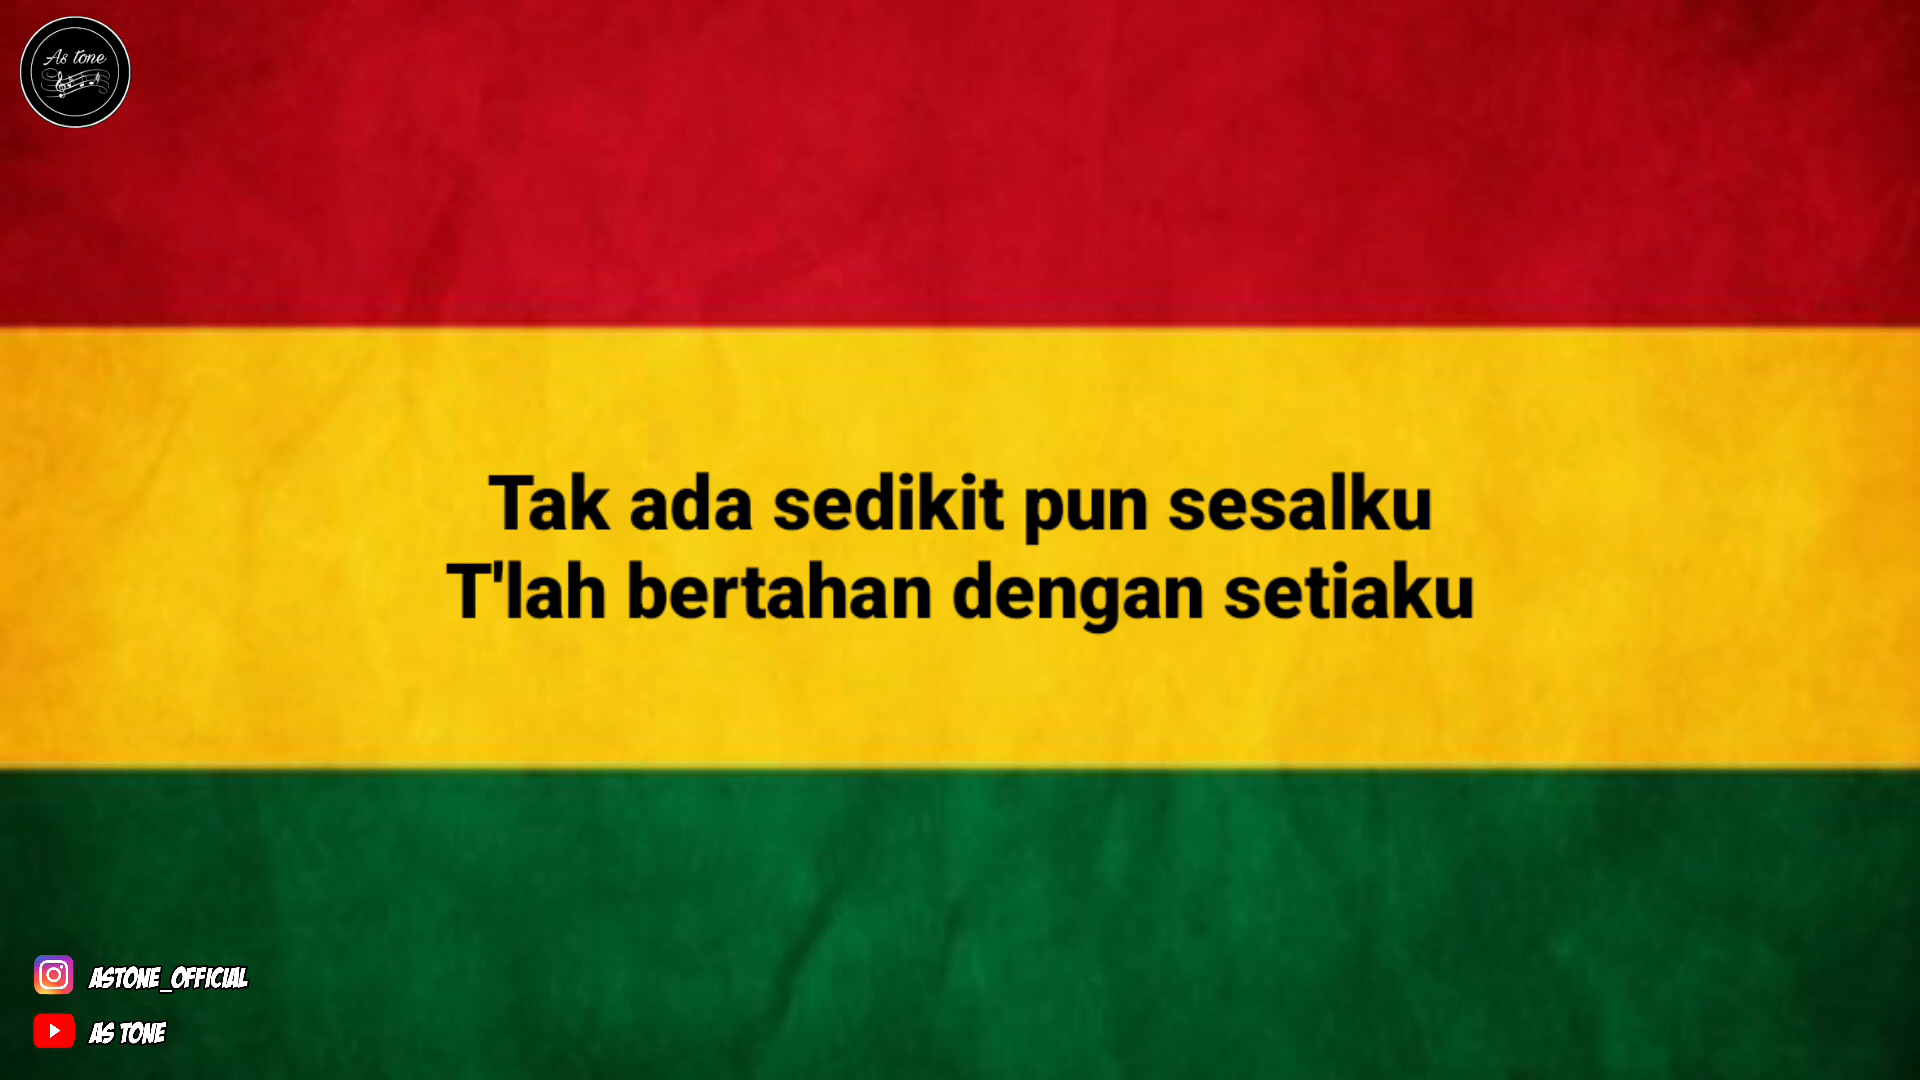 As tone
Tak ada sedikit pun sesalku
T'lah bertahan dengan setiaku
ASTONE_OFFICIAL
AS TONE